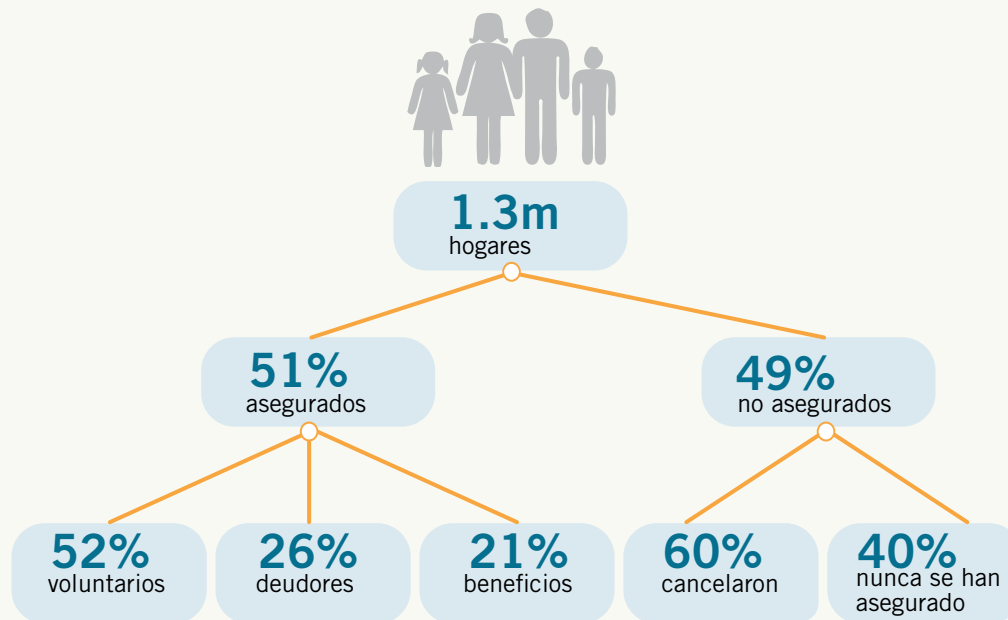 1.3m
hogares
51%
asegurados
49%
no asegurados
52%
voluntarios
26%
deudores
21%
beneficios
60%
cancelaron
40%
nunca se han
asegurado